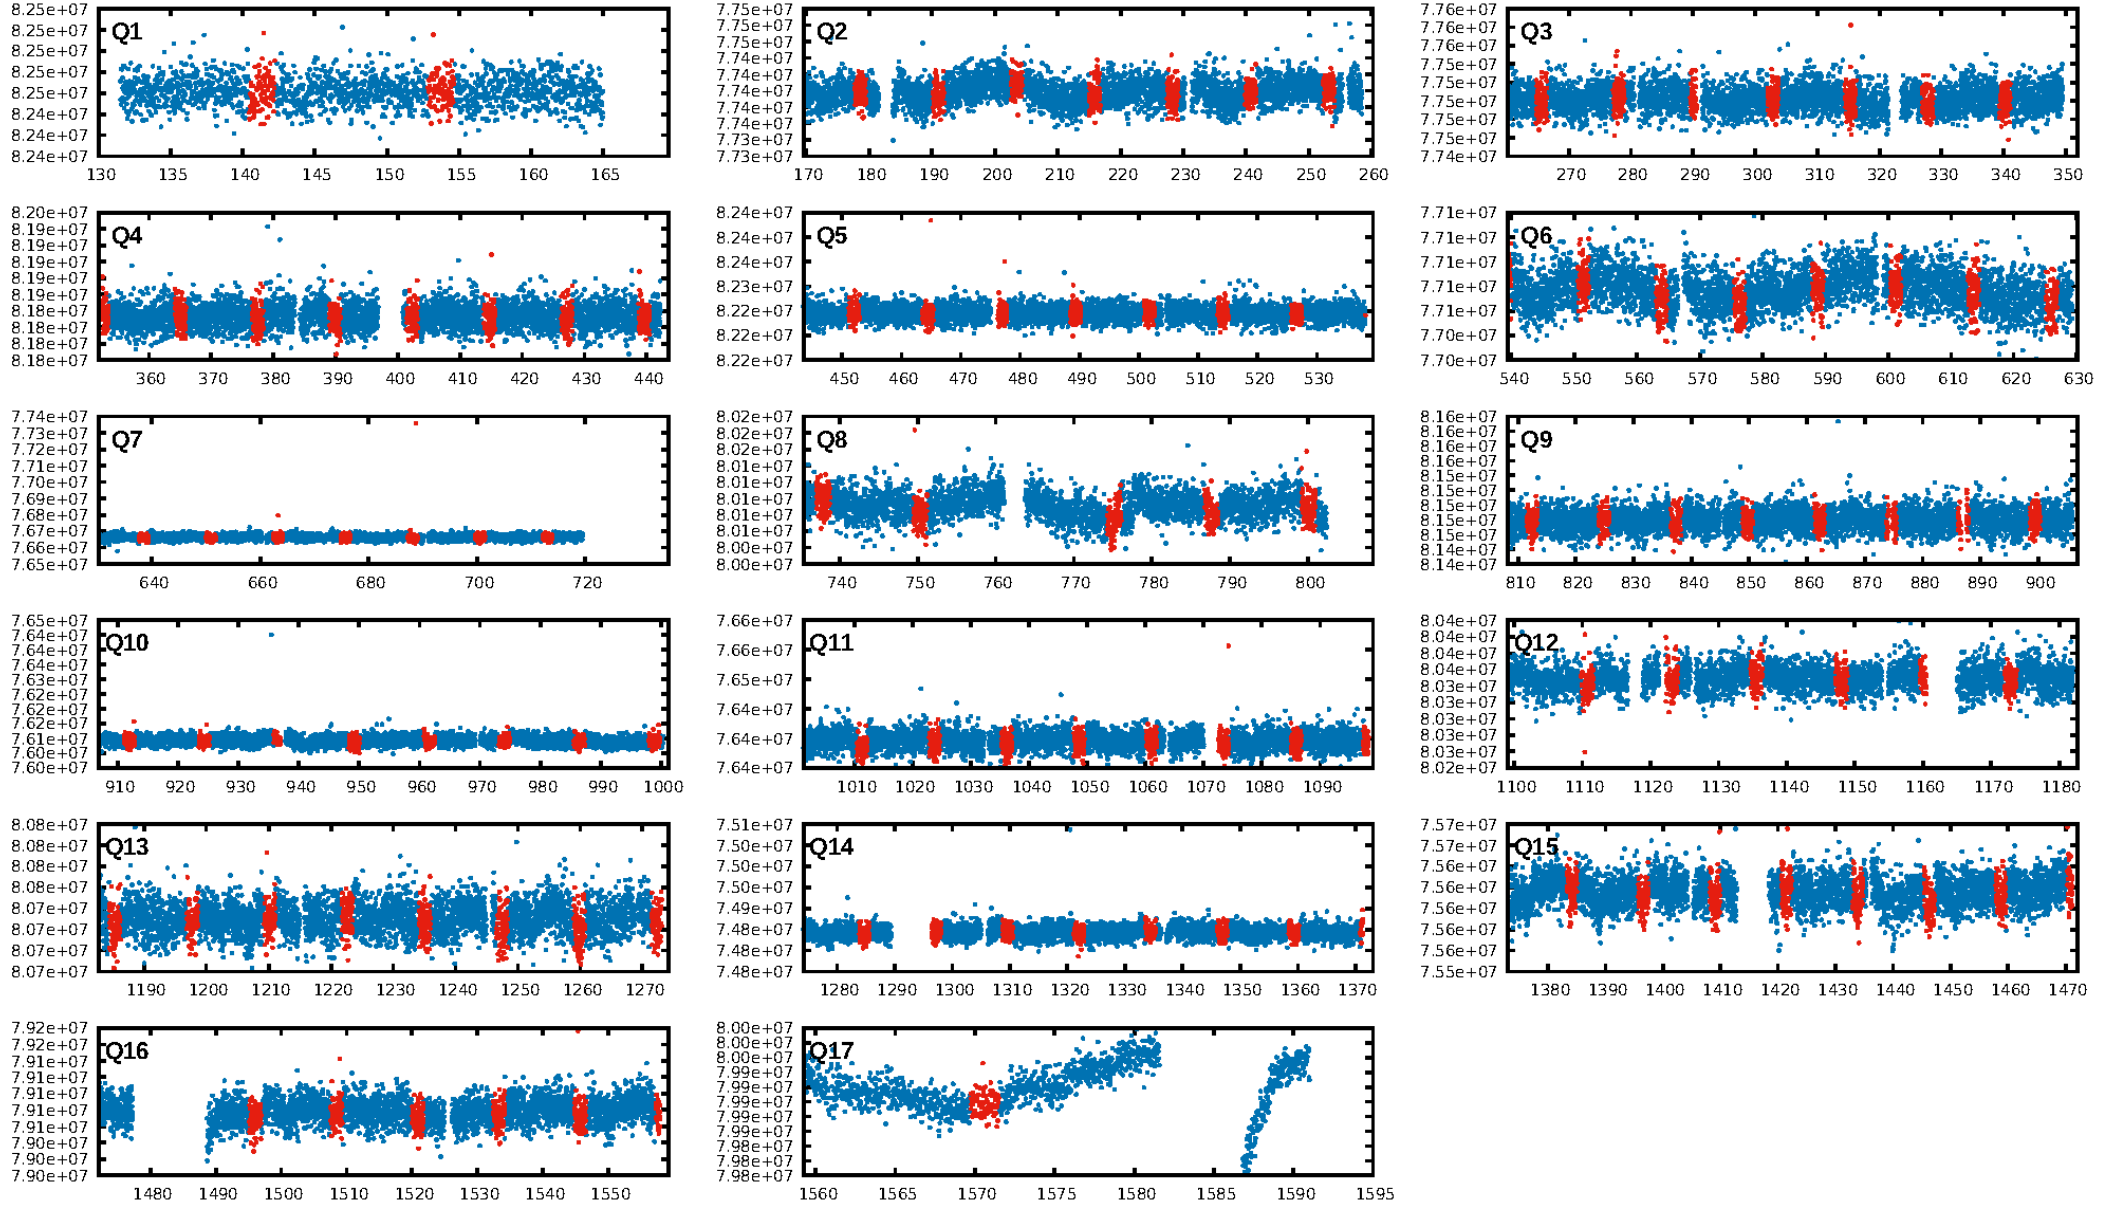 8.25e+07
8.25e+07
8.25e+07
8.25e+07
8.25e+07
8.24e+07
8.24e+07
8.24e+07
Q1
130 135 140 145 150 155 160 165
7.75e+07
7.75e+07
7.75e+07
7.74e+07
7.74e+07
7.74e+07
7.74e+07
7.74e+07
7.73e+07
7.73e+07
Q2
170 180 190 200 210 220 230 240 250 260
7.76e+07
7.76e+07
7.76e+07
7.75e+07
7.75e+07
7.75e+07
7.75e+07
7.75e+07
7.74e+07
Q3
270 280 290 300 310 320 330 340 350
8.20e+07
8.19e+07
8.19e+07
8.19e+07
8.19e+07
8.19e+07
8.18e+07
8.18e+07
8.18e+07
8.18e+07
Q4
360 370 380 390 400 410 420 430 440
8.24e+07
8.24e+07
8.24e+07
8.23e+07
8.22e+07
8.22e+07
8.22e+07
Q5
450 460 470 480 490 500 510 520 530
7.71e+07
7.71e+07
7.71e+07
7.71e+07
7.71e+07
7.70e+07
7.70e+07
Q6
540 550 560 570 580 590 600 610 620 630
7.74e+07
7.73e+07
7.72e+07
7.71e+07
7.70e+07
7.69e+07
7.68e+07
7.67e+07
7.66e+07
7.65e+07
Q7
640 660 680 700 720
8.02e+07
8.02e+07
8.02e+07
8.01e+07
8.01e+07
8.01e+07
8.01e+07
8.01e+07
8.00e+07
8.00e+07
Q8
740 750 760 770 780 790 800
8.16e+07
8.16e+07
8.16e+07
8.16e+07
8.15e+07
8.15e+07
8.15e+07
8.15e+07
8.15e+07
8.14e+07
8.14e+07
Q9
810 820 830 840 850 860 870 880 890 900
7.65e+07
7.64e+07
7.64e+07
7.64e+07
7.63e+07
7.62e+07
7.62e+07
7.62e+07
7.61e+07
7.60e+07
7.60e+07
Q10
910 920 930 940 950 960 970 980 990 1000
7.66e+07
7.66e+07
7.65e+07
7.64e+07
7.64e+07
7.64e+07
Q11
1010 1020 1030 1040 1050 1060 1070 1080 1090
8.04e+07
8.04e+07
8.04e+07
8.04e+07
8.03e+07
8.03e+07
8.03e+07
8.03e+07
8.03e+07
8.02e+07
Q12
1100 1110 1120 1130 1140 1150 1160 1170 1180
8.08e+07
8.08e+07
8.08e+07
8.08e+07
8.07e+07
8.07e+07
8.07e+07
8.07e+07
Q13
1190 1200 1210 1220 1230 1240 1250 1260 1270
7.51e+07
7.50e+07
7.50e+07
7.50e+07
7.49e+07
7.48e+07
7.48e+07
7.48e+07
Q14
1280 1290 1300 1310 1320 1330 1340 1350 1360 1370
7.57e+07
7.57e+07
7.56e+07
7.56e+07
7.56e+07
7.56e+07
7.56e+07
7.55e+07
Q15
1380 1390 1400 1410 1420 1430 1440 1450 1460 1470
7.92e+07
7.91e+07
7.91e+07
7.91e+07
7.91e+07
7.91e+07
7.91e+07
7.90e+07
7.90e+07
7.90e+07
Q16
1480 1490 1500 1510 1520 1530 1540 1550
8.00e+07
8.00e+07
8.00e+07
7.99e+07
7.99e+07
7.99e+07
7.99e+07
7.99e+07
7.98e+07
7.98e+07
7.98e+07
Q17
1560 1565 1570 1575 1580 1585 1590 1595